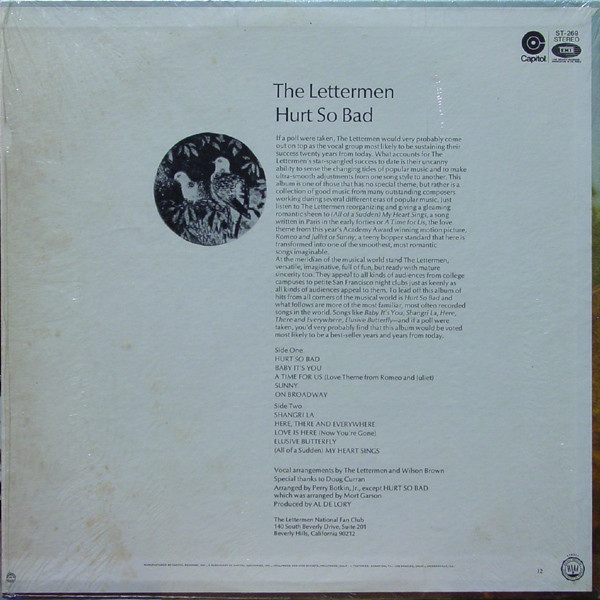 ST-269
STEREO
Capitol
EMI
The Lettermen
Hurt So Bad
If a poll were taken, The Lettermen would very probably come
out on top as the vocal group most likely to be sustaining their
success twenty years from today. What accounts for The
Lettermen's star-spangled success to date is their uncanny
ability to sense the changing tides of popular music and to make
ultra-smooth adjustments from one song style to another. This
album is one of those that has no special theme, but rather is a
collection of good music from many outstanding composers
working during several different eras of popular music. Just
listen to The Lettermen reorganizing and giving a gleaming
romantic sheen to (All of a Sudden) My Heart Sings, a song
written in Paris in the early forties or A Time for Us, the love
theme from this year's Academy Award winning motion picture,
Romeo and Juliet or Sunny, a teeny bopper standard that here is
transformed into one of the smoothest, most romantic
songs imaginable.
At the meridian of the musical world stand The Lettermen,
versatile, imaginative, full of fun, but ready with mature
sincerity too. They appeal to all kinds of audiences from college
campuses to petite San Francisco night clubs just as keenly as
all kinds of audiences appeal to them. To lead off this album of
hits from all corners of the musical world is Hurt So Bad and
what follows are more of the most familiar, most often recorded
songs in the world. Songs like Baby It's You, Shangri La, Here,
There and Everywhere, Elusive Butterfly—and if a poll were
taken, you'd very probably find that this album would be voted
most likely to be a best-seller years and years from today.
Side One
HURT SO BAD
BABY IT'S YOU
A TIME FOR US (Love Theme from Romeo and Juliet)
SUNNY
ON BROADWAY
Side Two
SHANGRI LA
HERE, THERE AND EVERYWHERE
LOVE IS HERE (Now You're Gone)
ELUSIVE BUTTERFLY
(All of a Sudden) MY HEART SINGS
Vocal arrangements by The Lettermen and Wilson Brown
Special thanks to Doug Curran
Arranged by Perry Botkin, Jr., except HURT SO BAD
which was arranged by Mort Garson
Produced by AL DE LORY
The Lettermen National Fan Club
140 South Beverly Drive, Suite 201
Beverly Hills, California 90212
12
RIAA